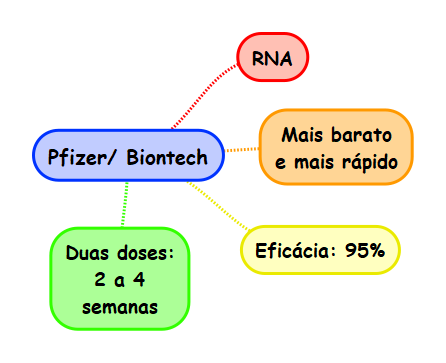 RNA
Mais barato
e mais rápido
Pfizer/ Biontech
Eficácia: 95%
Duas doses:
2 a 4
semanas